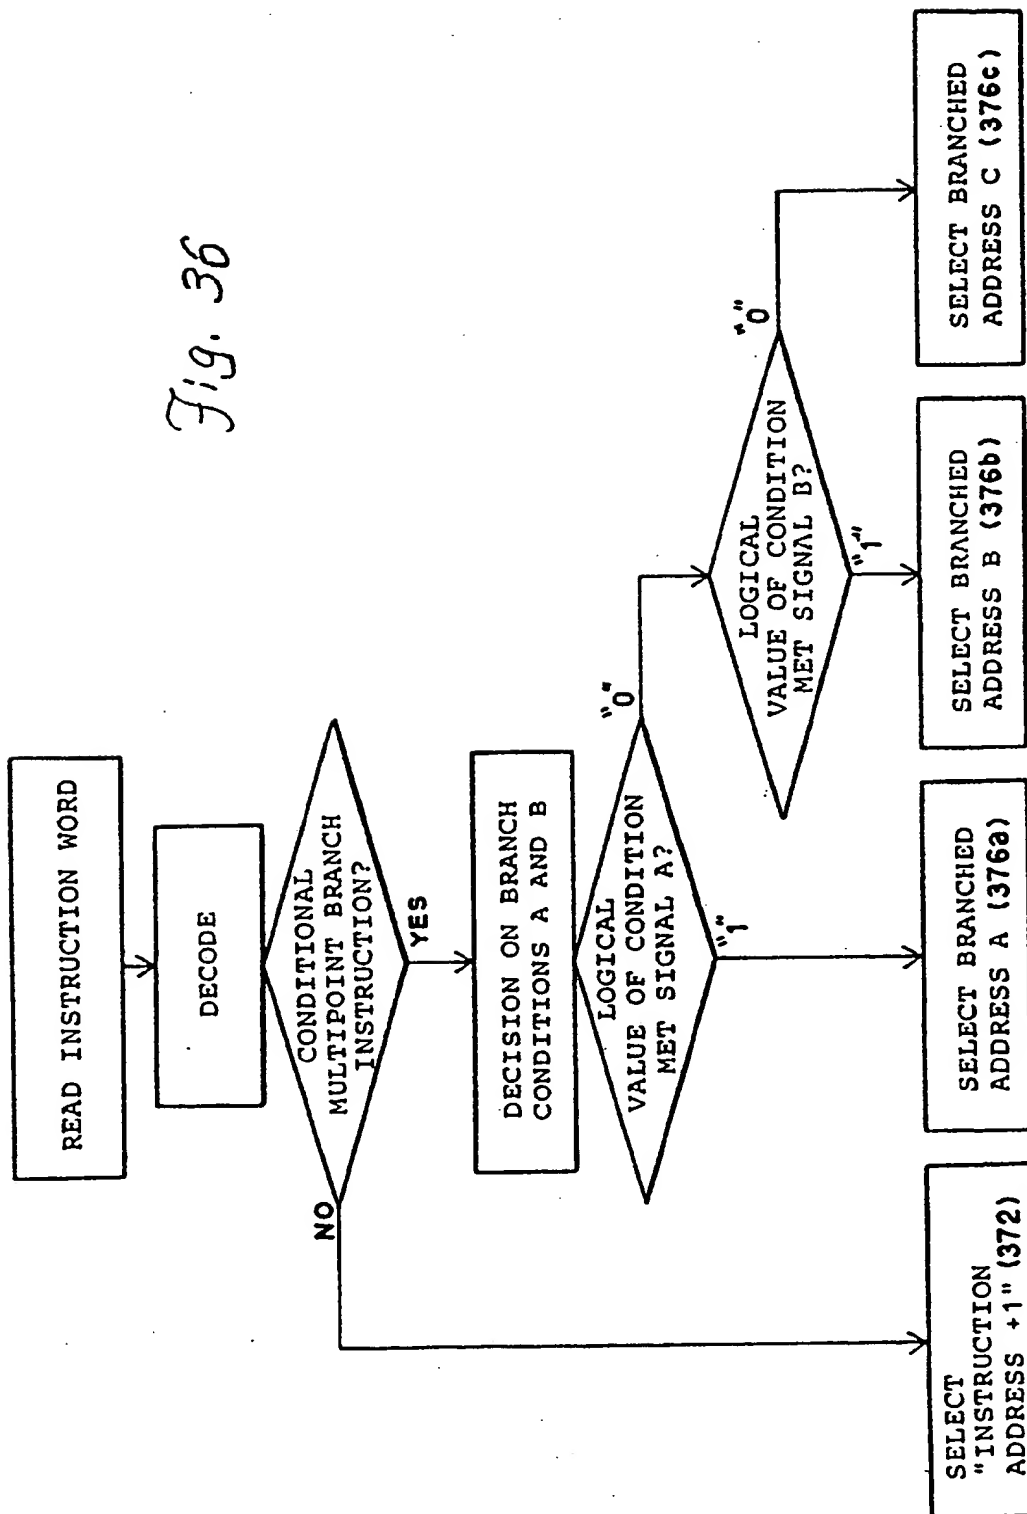 Fig. 36
READ INSTRUCTION WORD
DECODE
CONDITIONAL
MULTIPOINT BRANCH
INSTRUCTION?
NO
YES
DECISION ON BRANCH
CONDITIONS A AND B
LOGICAL
VALUE OF CONDITION
MET SIGNAL A?
"0"
"1"
LOGICAL
VALUE OF CONDITION
MET SIGNAL B?
"0"
"1"
SELECT
"INSTRUCTION
ADDRESS +1" (372)
SELECT BRANCHED
ADDRESS A (376a)
SELECT BRANCHED
ADDRESS B (376b)
SELECT BRANCHED
ADDRESS C (376c)